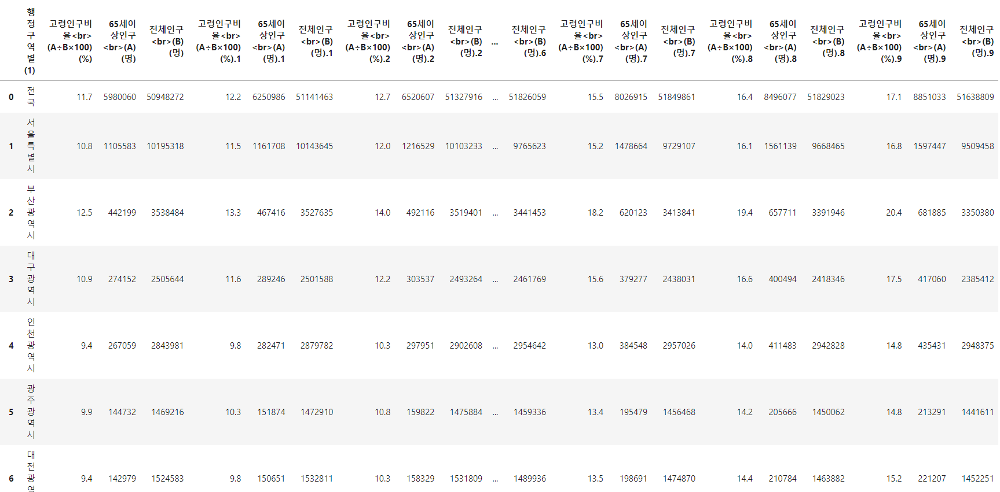 행정구역별(1)
고령인구비율<br>(A÷B×100)(%)
65세이상인구<br>(A)(명)
전체인구<br>(B)(명)
고령인구비율<br>(A÷B×100)(%).1
65세이상인구<br>(A)(명).1
전체인구<br>(B)(명).1
고령인구비율<br>(A÷B×100)(%).2
65세이상인구<br>(A)(명).2
전체인구<br>(B)(명).2
...
전체인구<br>(B)(명).6
고령인구비율<br>(A÷B×100)(%).7
65세이상인구<br>(A)(명).7
전체인구<br>(B)(명).7
고령인구비율<br>(A÷B×100)(%).8
65세이상인구<br>(A)(명).8
전체인구<br>(B)(명).8
고령인구비율<br>(A÷B×100)(%).9
65세이상인구<br>(A)(명).9
전체인구<br>(B)(명).9
0 전국 11.7 5980060 50948272 12.2 6250986 51141463 12.7 6520607 51327916 ... 51826059 15.5 8026915 51849861 16.4 8496077 51829023 17.1 8851033 51638809
1 서울특별시 10.8 1105583 10195318 11.5 1161708 10143645 12.0 1216529 10103233 ... 9765623 15.2 1478664 9729107 16.1 1561139 9668465 16.8 1597447 9509458
2 부산광역시 12.5 442199 3538484 13.3 467416 3527635 14.0 492116 3519401 ... 3441453 18.2 620123 3413841 19.4 657711 3391946 20.4 681885 3350380
3 대구광역시 10.9 274152 2505644 11.6 289246 2501588 12.2 303537 2493264 ... 2461769 15.6 379277 2438031 16.6 400494 2418346 17.5 417060 2385412
4 인천광역시 9.4 267059 2843981 9.8 282471 2879782 10.3 297951 2902608 ... 2954642 13.0 384548 2957026 14.0 411483 2942828 14.8 435431 2948375
5 광주광역시 9.9 144732 1469216 10.3 151874 1472910 10.8 159822 1475884 ... 1459336 13.4 195479 1456468 14.2 205666 1450062 14.8 213291 1441611
6 대전광역 9.4 142979 1524583 9.8 150651 1532811 10.3 158329 1531809 ... 1489936 13.5 198691 1474870 14.4 210784 1463882 15.2 221207 1452251